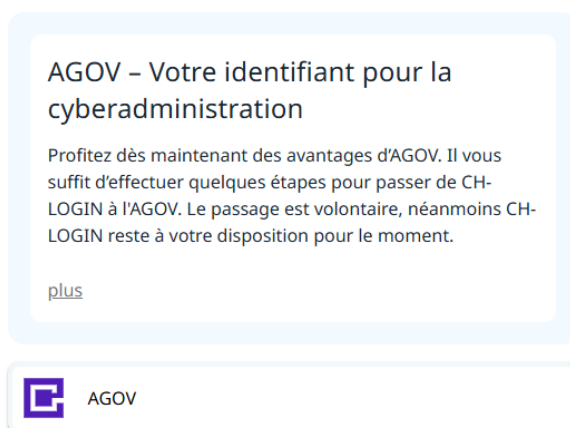 AGOV – Votre identifiant pour la
cyberadministration
Profitez dès maintenant des avantages d’AGOV. Il vous
suffit d’effectuer quelques étapes pour passer de CH-
LOGIN à l'AGOV. Le passage est volontaire, néanmoins CH-
LOGIN reste à votre disposition pour le moment.
plus
AGOV